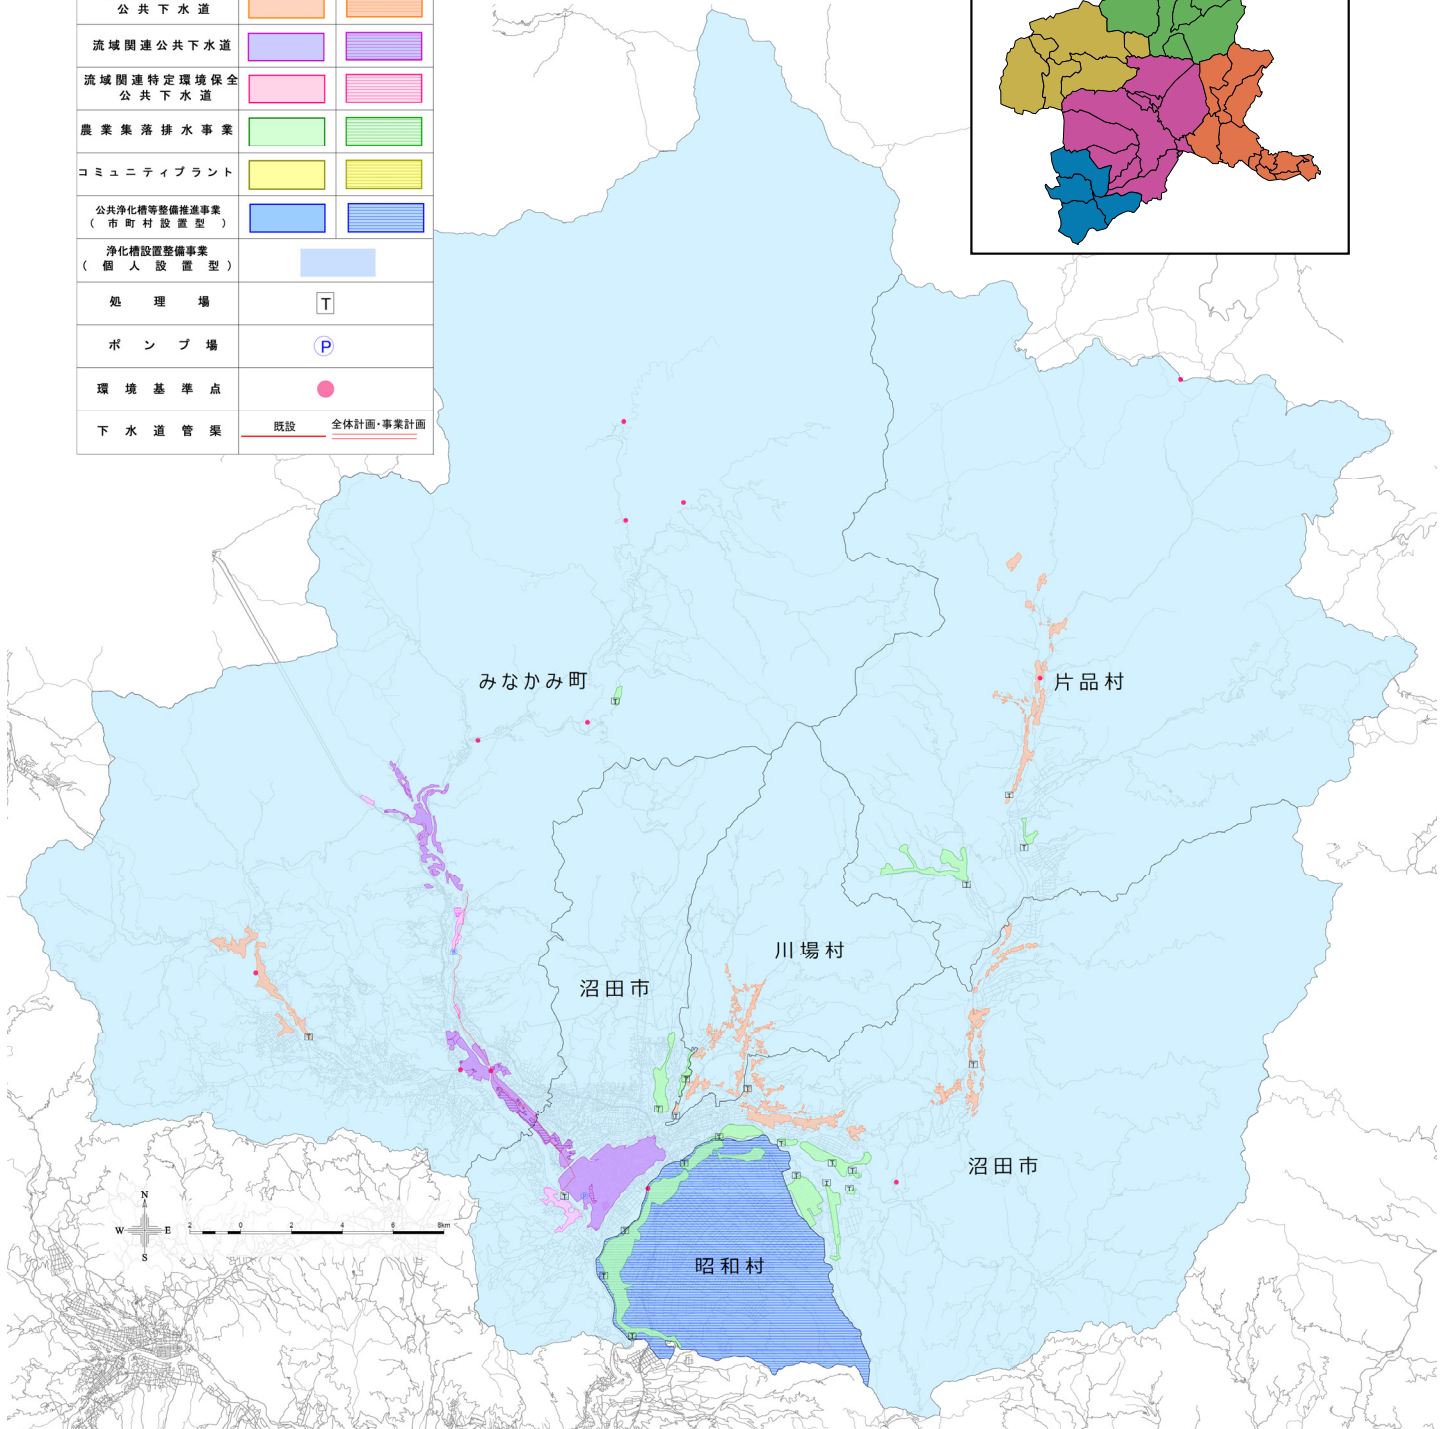 公共下水道
流域関連公共下水道
流域関連特定環境保全
公共下水道
農業集落排水事業
コミュニティプラント
公共浄化槽等整備推進事業
（市町村設置型）
浄化槽設置整備事業
（個人設置型）
処理場
T
ポンプ場
P
環境基準点
下水道管渠
既設
全体計画・事業計画
みなかみ町
片品村
川場村
沼田市
沼田市
昭和村
N
W E
S
2 0 2 4 6 8km